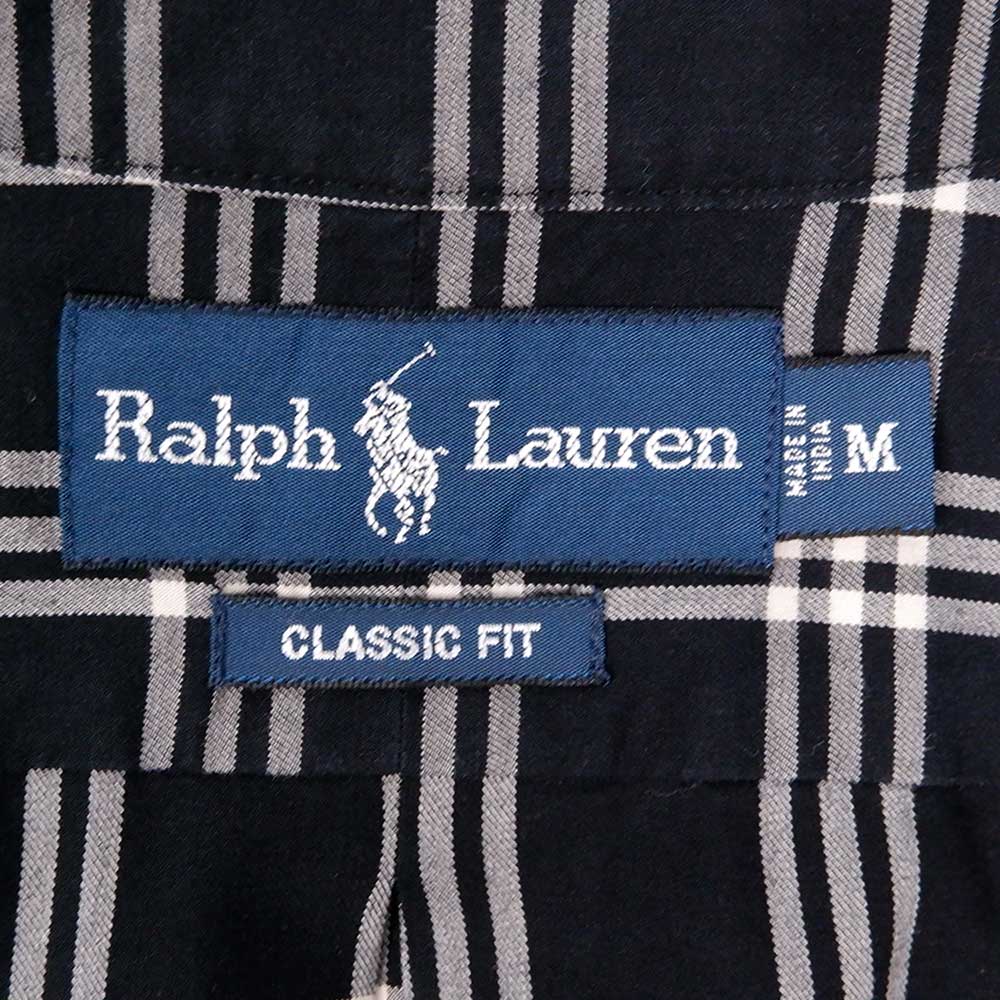 Ralph Lauren
MADE IN
INDIA
M
CLASSIC FIT